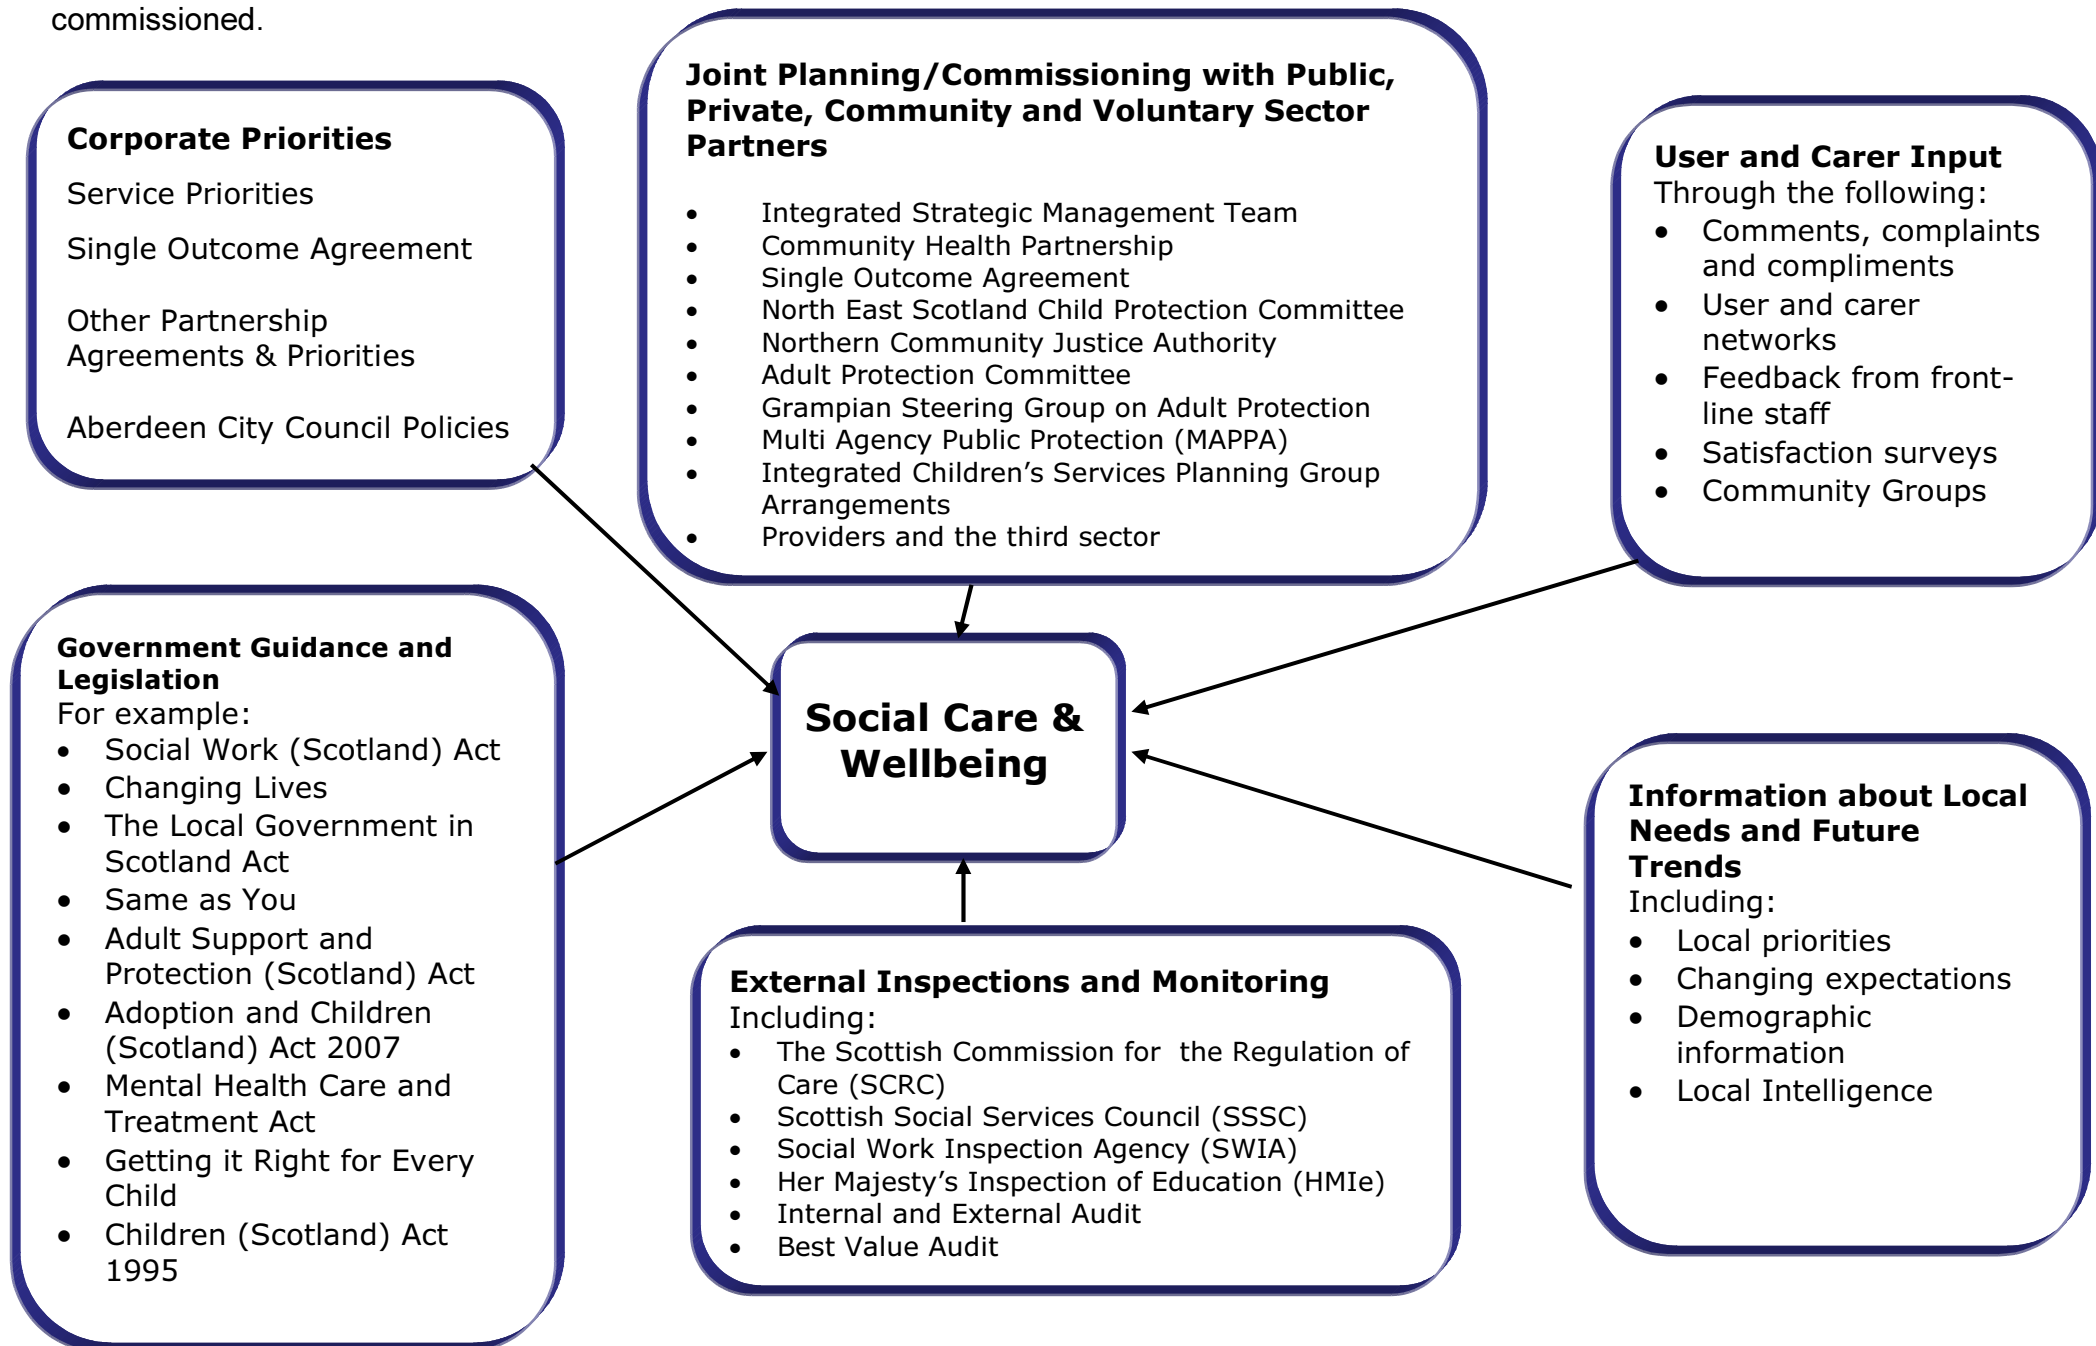 commissioned.
Corporate Priorities
Service Priorities
Single Outcome Agreement
Other Partnership
Agreements & Priorities
Aberdeen City Council Policies
Joint Planning/Commissioning with Public,
Private, Community and Voluntary Sector
Partners
• Integrated Strategic Management Team
• Community Health Partnership
• Single Outcome Agreement
• North East Scotland Child Protection Committee
• Northern Community Justice Authority
• Adult Protection Committee
• Grampian Steering Group on Adult Protection
• Multi Agency Public Protection (MAPPA)
• Integrated Children’s Services Planning Group
Arrangements
• Providers and the third sector
User and Carer Input
Through the following:
• Comments, complaints
and compliments
• User and carer
networks
• Feedback from front-
line staff
• Satisfaction surveys
• Community Groups
Government Guidance and
Legislation
For example:
• Social Work (Scotland) Act
• Changing Lives
• The Local Government in
Scotland Act
• Same as You
• Adult Support and
Protection (Scotland) Act
• Adoption and Children
(Scotland) Act 2007
• Mental Health Care and
Treatment Act
• Getting it Right for Every
Child
• Children (Scotland) Act
1995
Social Care &
Wellbeing
External Inspections and Monitoring
Including:
• The Scottish Commission for  the Regulation of
Care (SCRC)
• Scottish Social Services Council (SSSC)
• Social Work Inspection Agency (SWIA)
• Her Majesty’s Inspection of Education (HMIe)
• Internal and External Audit
• Best Value Audit
Information about Local
Needs and Future
Trends
Including:
• Local priorities
• Changing expectations
• Demographic
information
• Local Intelligence